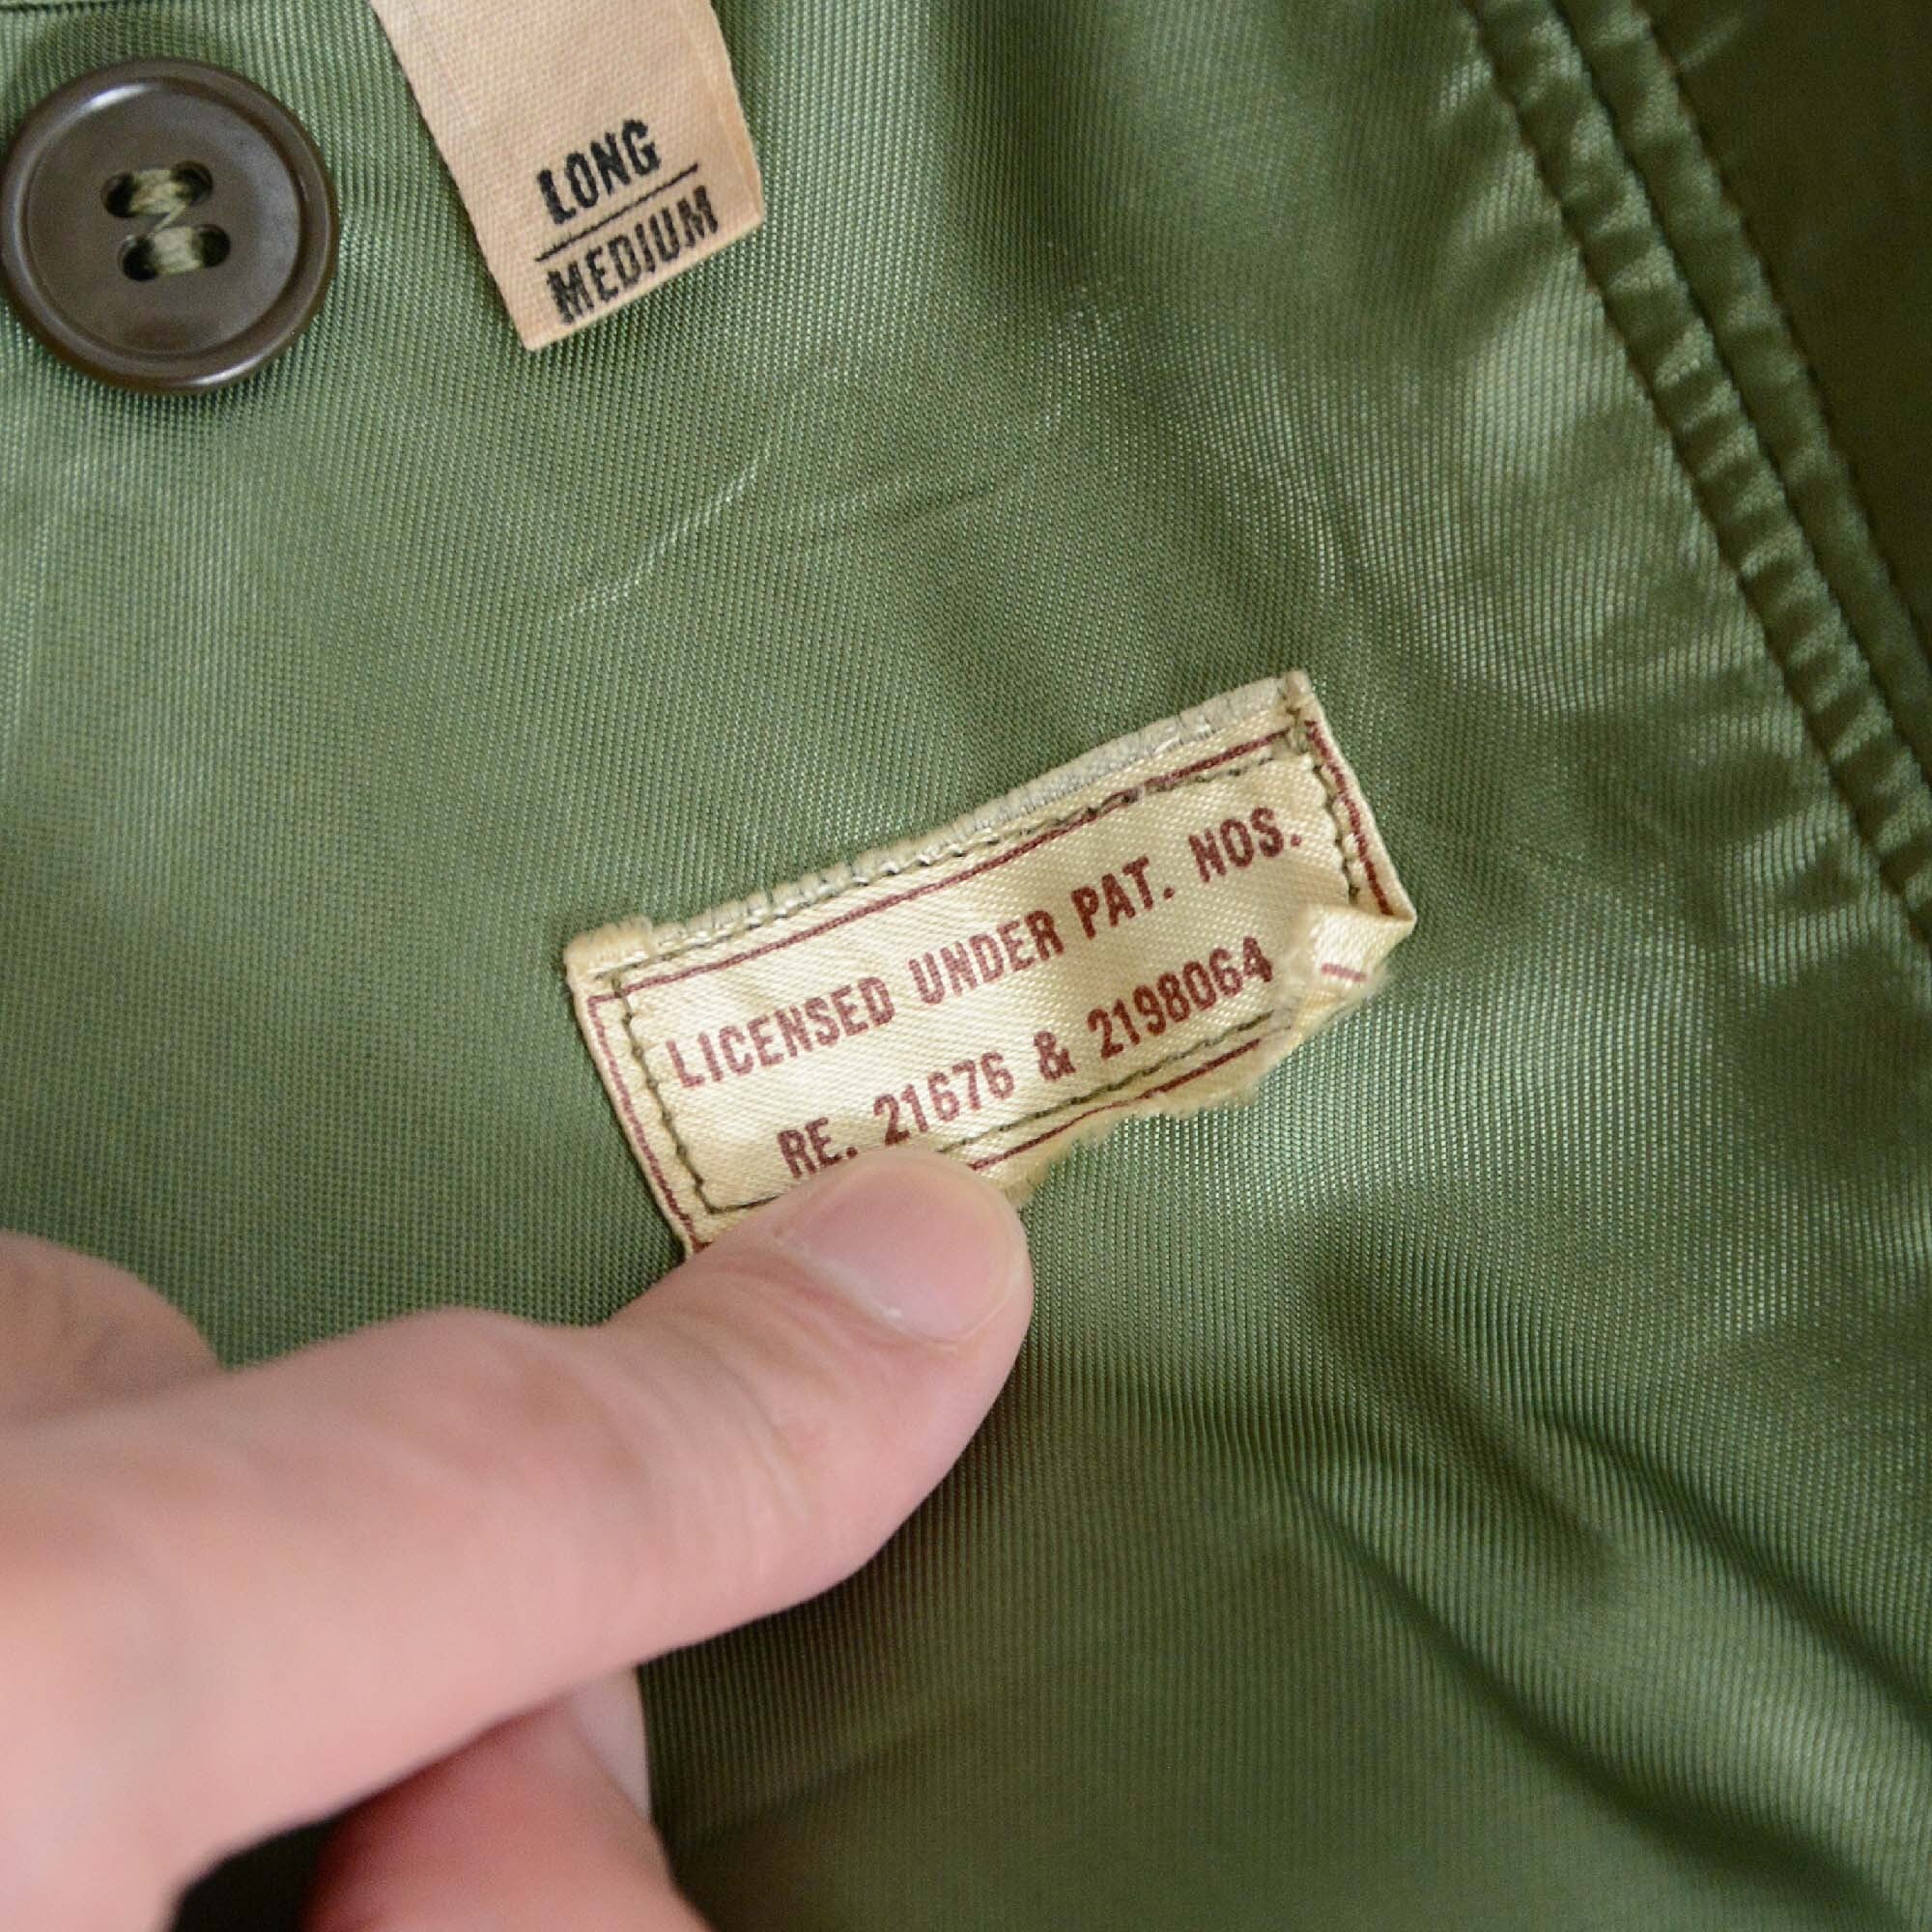 LONG
MEDIUM
LICENSED UNDER PAT. NOS.
RE. 21676 & 2198064